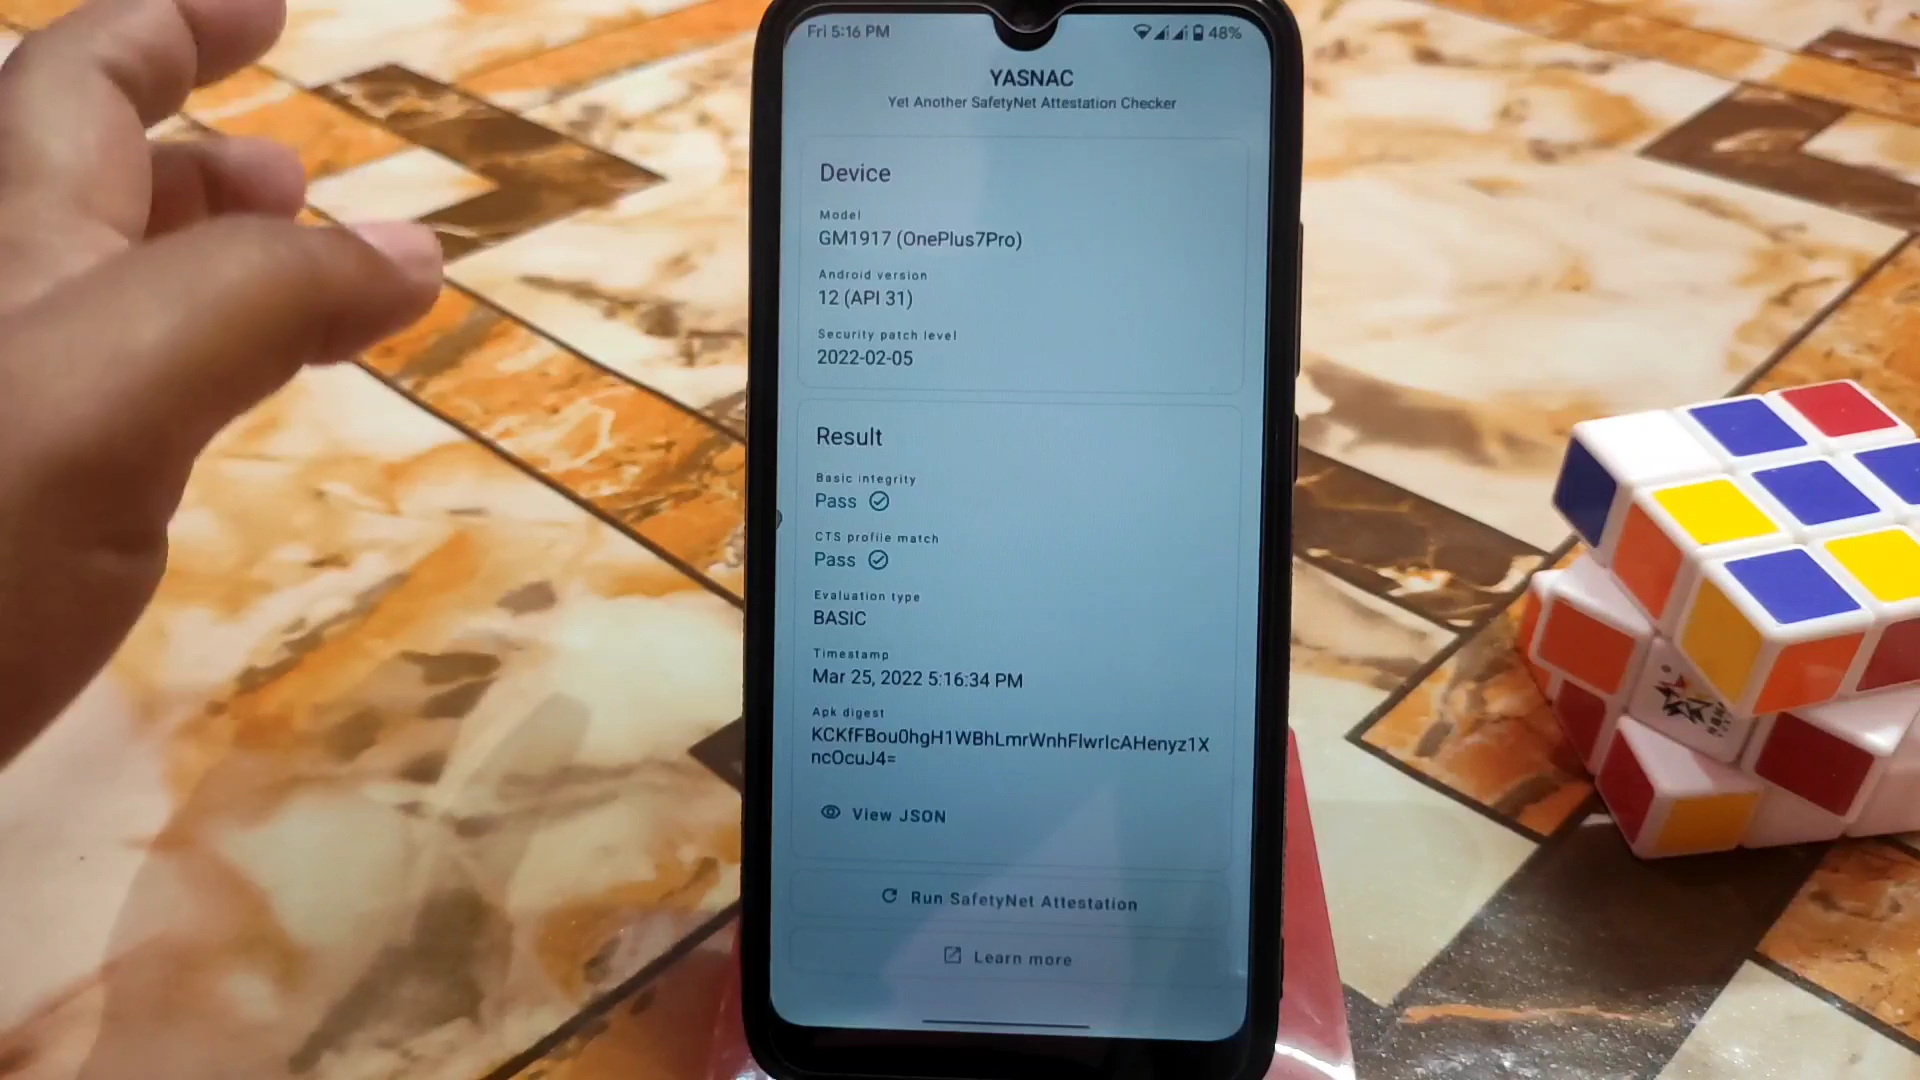 Fri 5:16 PM
48%
YASNAC
Yet Another SafetyNet Attestation Checker
Device
Model
GM1917 (OnePlus7Pro)
Android version
12 (API 31)
Security patch level
2022-02-05
Result
Basic integrity
Pass
CTS profile match
Pass
Evaluation type
BASIC
Timestamp
Mar 25, 2022 5:16:34 PM
Apk digest
KCKfFBou0hgH1WBhLmrWnhFlwrIcAHenyz1X
ncOcuJ4=
View JSON
Run SafetyNet Attestation
Learn more